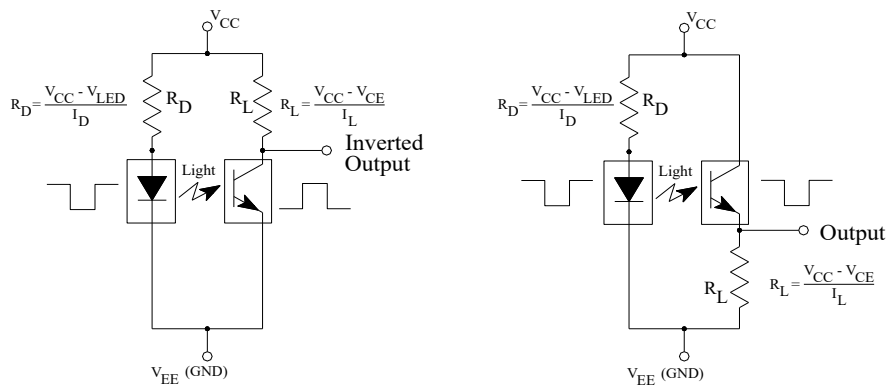 V_CC
R_D = (V_CC - V_LED) / I_D
R_D
R_L
R_L = (V_CC - V_CE) / I_L
Inverted
Output
Light
V_EE (GND)
V_CC
R_D = (V_CC - V_LED) / I_D
R_D
Light
Output
R_L
R_L = (V_CC - V_CE) / I_L
V_EE (GND)